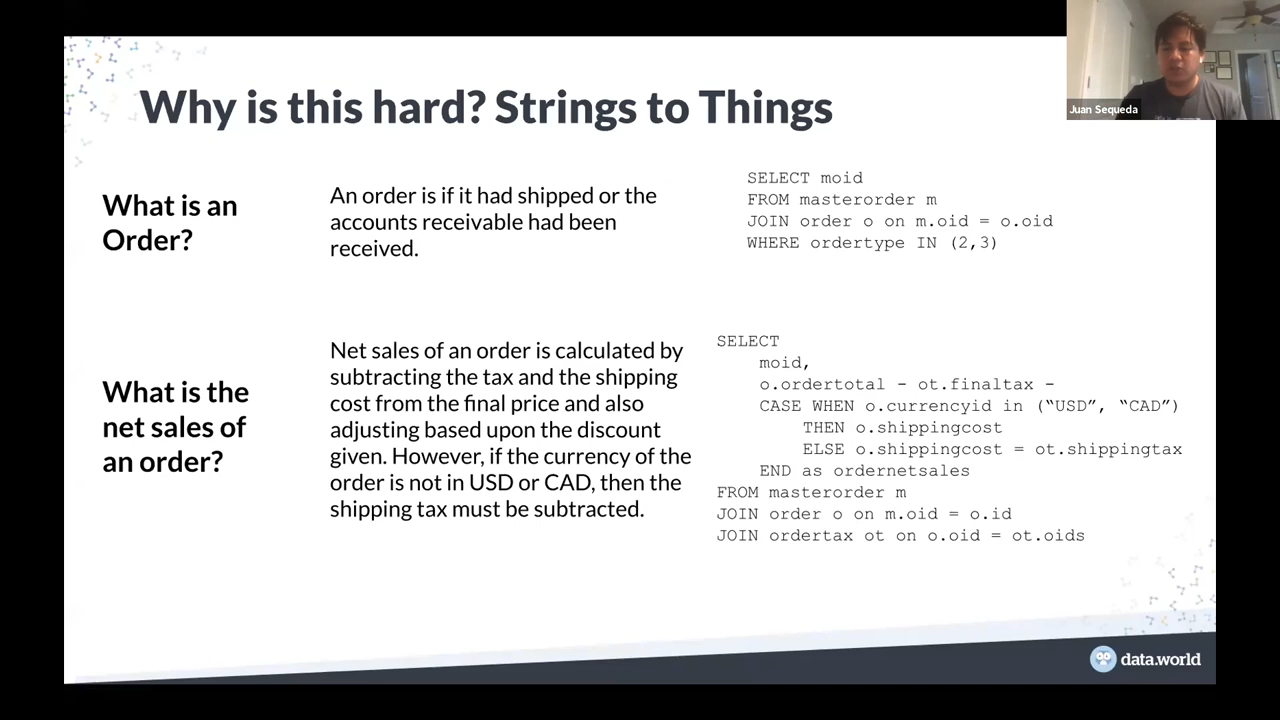 Juan Sequeda
Why is this hard? Strings to Things
What is an
Order?
An order is if it had shipped or the
accounts receivable had been
received.
SELECT moid
FROM masterorder m
JOIN order o on m.oid = o.oid
WHERE ordertype IN (2,3)
What is the
net sales of
an order?
Net sales of an order is calculated by
subtracting the tax and the shipping
cost from the final price and also
adjusting based upon the discount
given. However, if the currency of the
order is not in USD or CAD, then the
shipping tax must be subtracted.
SELECT
moid,
o.ordertotal - ot.finaltax -
CASE WHEN o.currencyid in (“USD”, “CAD”)
THEN o.shippingcost
ELSE o.shippingcost = ot.shippingtax
END as ordernetsales
FROM masterorder m
JOIN order o on m.oid = o.id
JOIN ordertax ot on o.oid = ot.oids
data.world